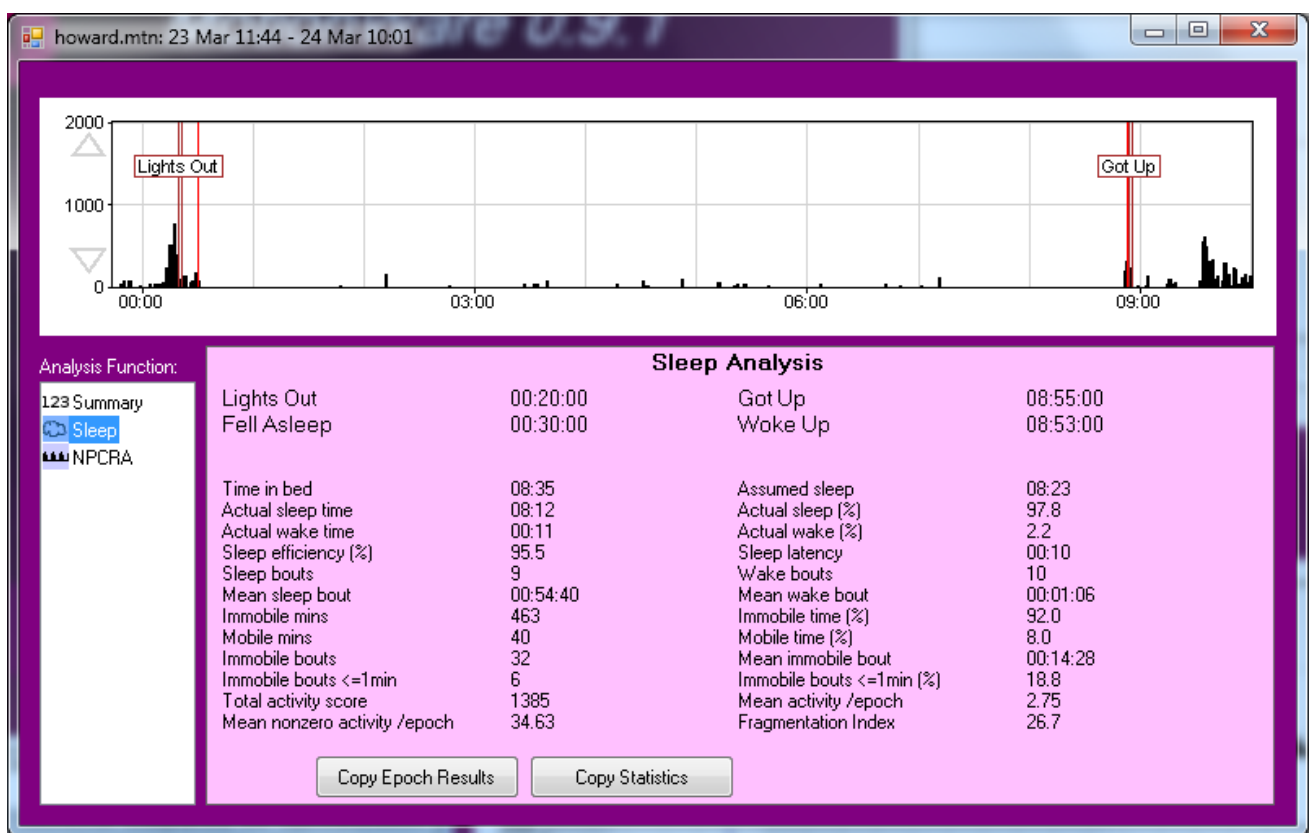 howard.mtn: 23 Mar 11:44 - 24 Mar 10:01
2000
Lights Out
Got Up
1000
0
00:00 03:00 06:00 09:00
Analysis Function:
123 Summary
Sleep
NPCRA
Sleep Analysis
Lights Out 00:20:00 Got Up 08:55:00
Fell Asleep 00:30:00 Woke Up 08:53:00
Time in bed 08:35 Assumed sleep 08:23
Actual sleep time 08:12 Actual sleep (%) 97.8
Actual wake time 00:11 Actual wake (%) 2.2
Sleep efficiency (%) 95.5 Sleep latency 00:10
Sleep bouts 9 Wake bouts 10
Mean sleep bout 00:54:40 Mean wake bout 00:01:06
Immobile mins 463 Immobile time (%) 92.0
Mobile mins 40 Mobile time (%) 8.0
Immobile bouts 32 Mean immobile bout 00:14:28
Immobile bouts <=1min 6 Immobile bouts <=1min (%) 18.8
Total activity score 1385 Mean activity /epoch 2.75
Mean nonzero activity /epoch 34.63 Fragmentation Index 26.7
Copy Epoch Results Copy Statistics